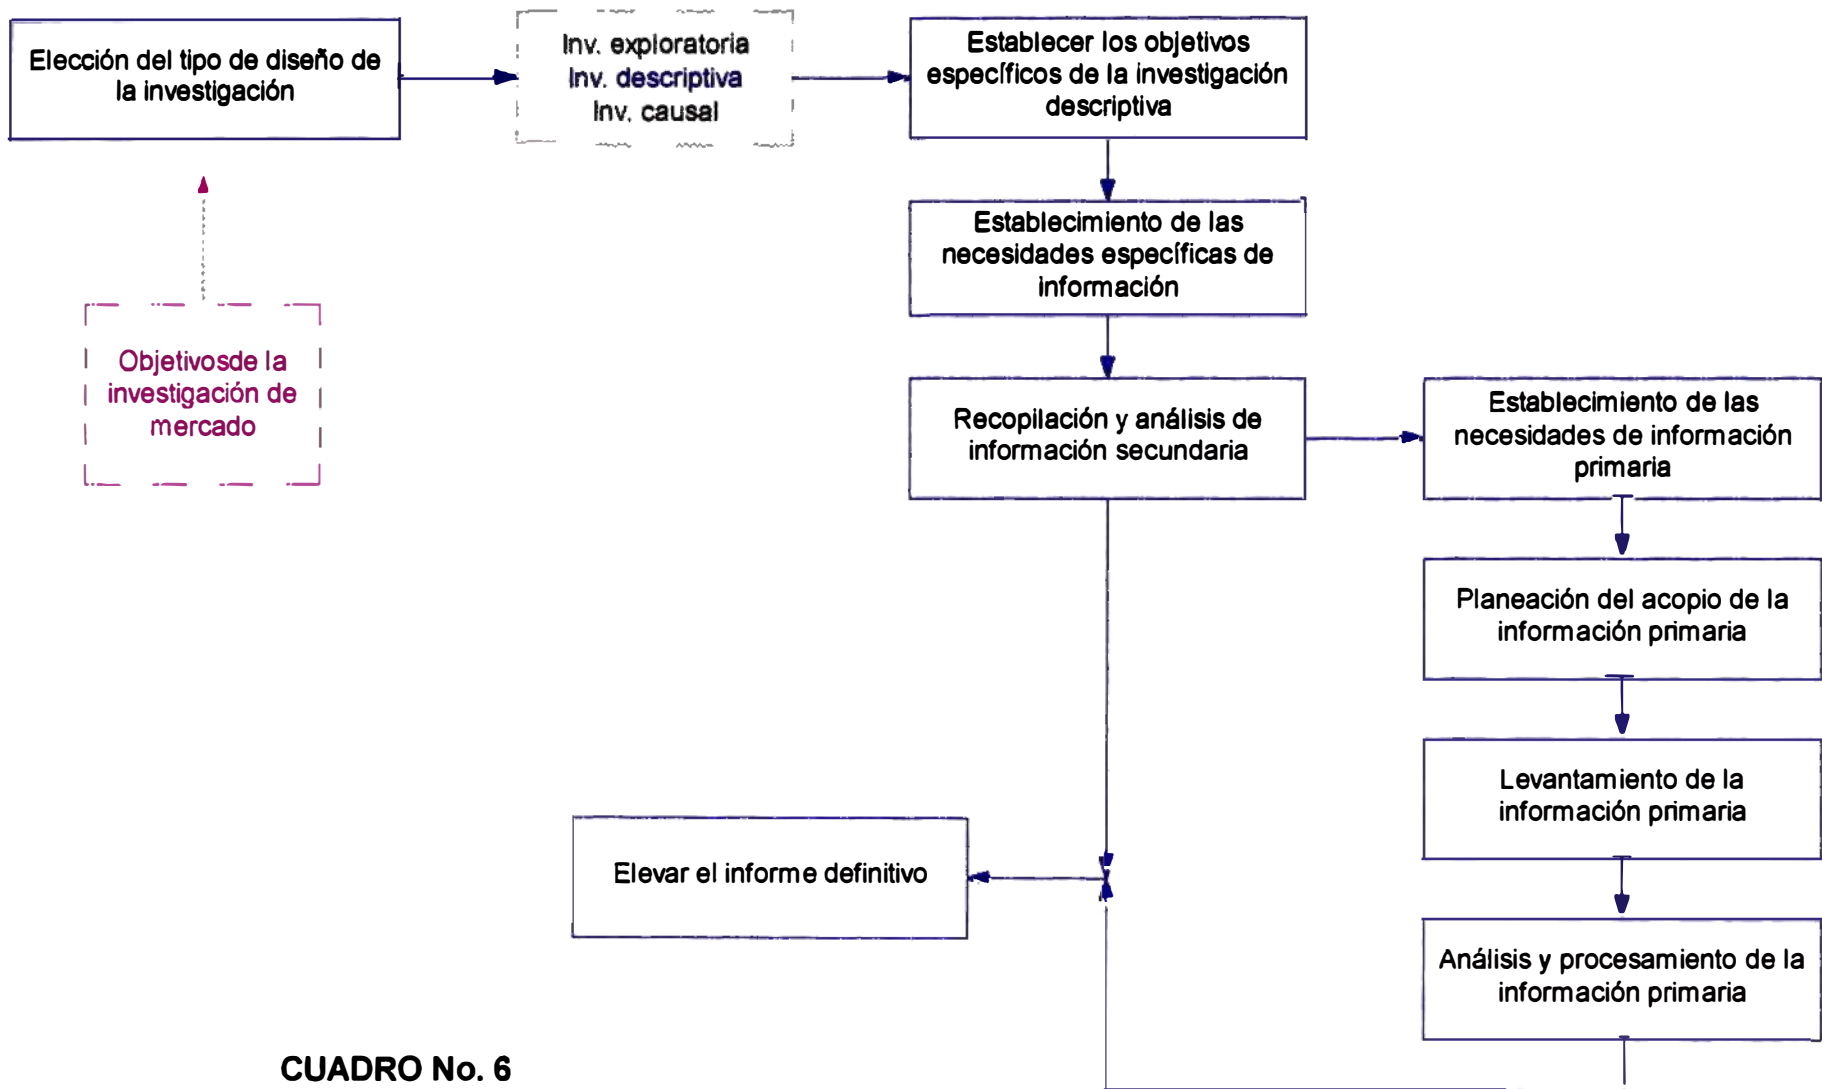 Elección del tipo de diseño de
la investigación
Inv. exploratoria
Inv. descriptiva
Inv. causal
Establecer los objetivos
específicos de la investigación
descriptiva
Establecimiento de las
necesidades específicas de
información
Objetivosde la
investigación de
mercado
Recopilación y análisis de
información secundaria
Establecimiento de las
necesidades de información
primaria
Planeación del acopio de la
información primaria
Levantamiento de la
información primaria
Elevar el informe definitivo
Análisis y procesamiento de la
información primaria
CUADRO No. 6